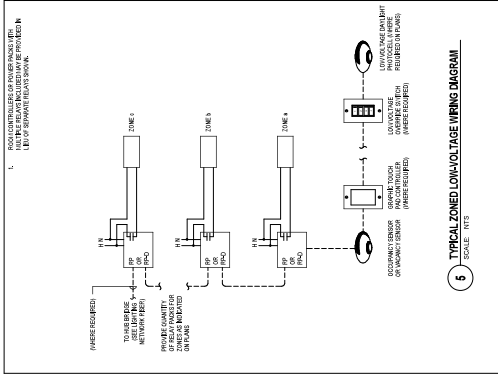 1. ROOM CONTROLLERS OR POWER PACKS WITH
MULTIPLE RELAYS INCLUDED MAY BE PROVIDED IN
LIEU OF SEPARATE RELAYS SHOWN.
(WHERE REQUIRED)
TO HUB BRIDGE
(SEE LIGHTING
NETWORK RISER)
PROVIDE QUANTITY
OF RELAY PACKS FOR
ZONES AS INDICATED
ON PLANS
H N
RP
OR
RP-D
ZONE c
H N
RP
OR
RP-D
ZONE b
H N
RP
OR
RP-D
ZONE a
OCCUPANCY SENSOR
OR VACANCY SENSOR
GRAPHIC TOUCH
PAD CONTROLLER
(WHERE REQUIRED)
LOW VOLTAGE
OVERRIDE SWITCH
(WHERE REQUIRED)
LOW VOLTAGE DAYLIGHT
PHOTOCELL (WHERE
REQUIRED ON PLANS)
5 TYPICAL ZONED LOW-VOLTAGE WIRING DIAGRAM
SCALE: NTS